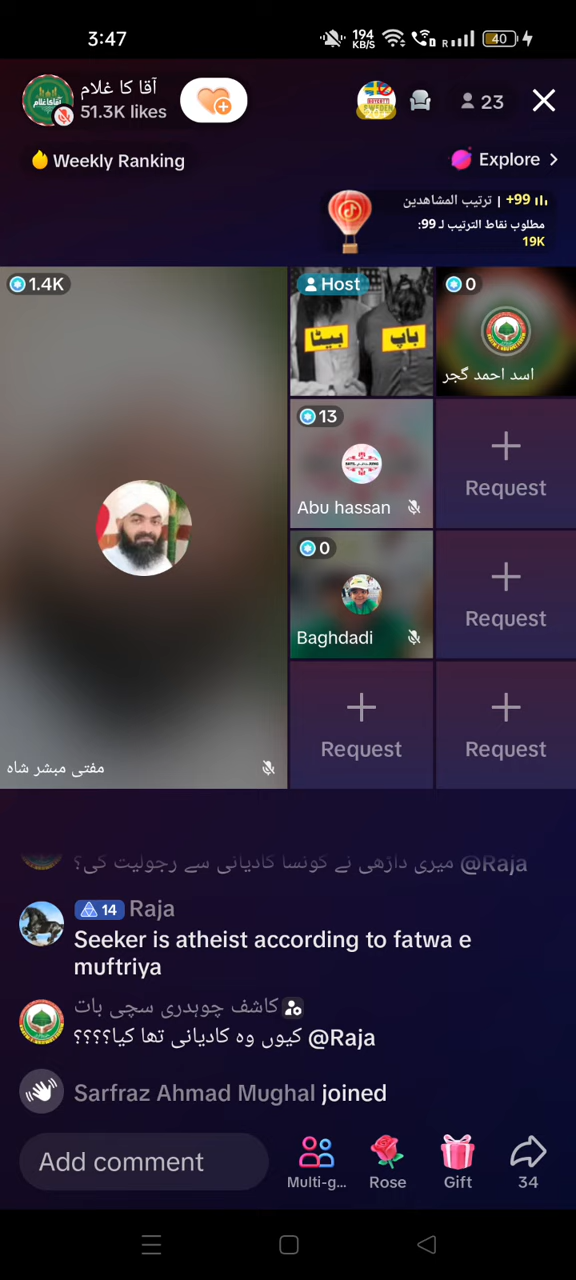 3:47
194
KB/S
R
40
آقا کا غلام
51.3K likes
23
Weekly Ranking
Explore
+99 | ترتيب المشاهدين
مطلوب نقاط الترتيب لـ 99:
19K
1.4K
Host
0
بیٹا
باپ
اسد احمد گجر
13
Request
Abu hassan
0
Request
Baghdadi
Request
Request
مفتی مبشر شاہ
@Raja میری داڑھی نے کونسا کادیانی سے رجولیت کی؟
14 Raja
Seeker is atheist according to fatwa e
muftriya
کاشف چوہدری سچی بات
@Raja کیوں وہ کادیانی تھا کیا؟؟؟؟
Sarfraz Ahmad Mughal joined
Add comment
Multi-g...
Rose
Gift
34